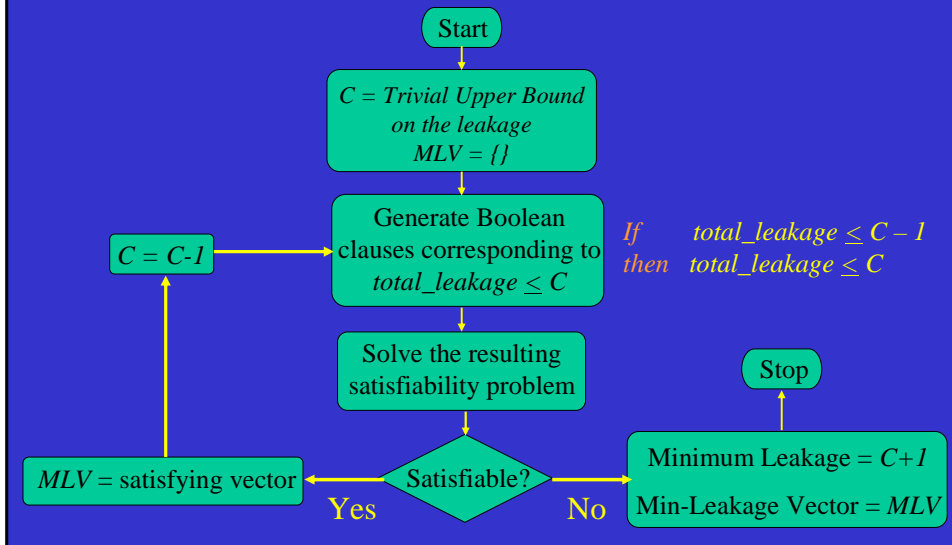 Start
C = Trivial Upper Bound
on the leakage
MLV = {}
Generate Boolean
clauses corresponding to
total_leakage ≤ C
If total_leakage ≤ C – 1
then total_leakage ≤ C
C = C-1
Solve the resulting
satisfiability problem
Stop
Satisfiable?
MLV = satisfying vector
Yes
No
Minimum Leakage = C+1
Min-Leakage Vector = MLV